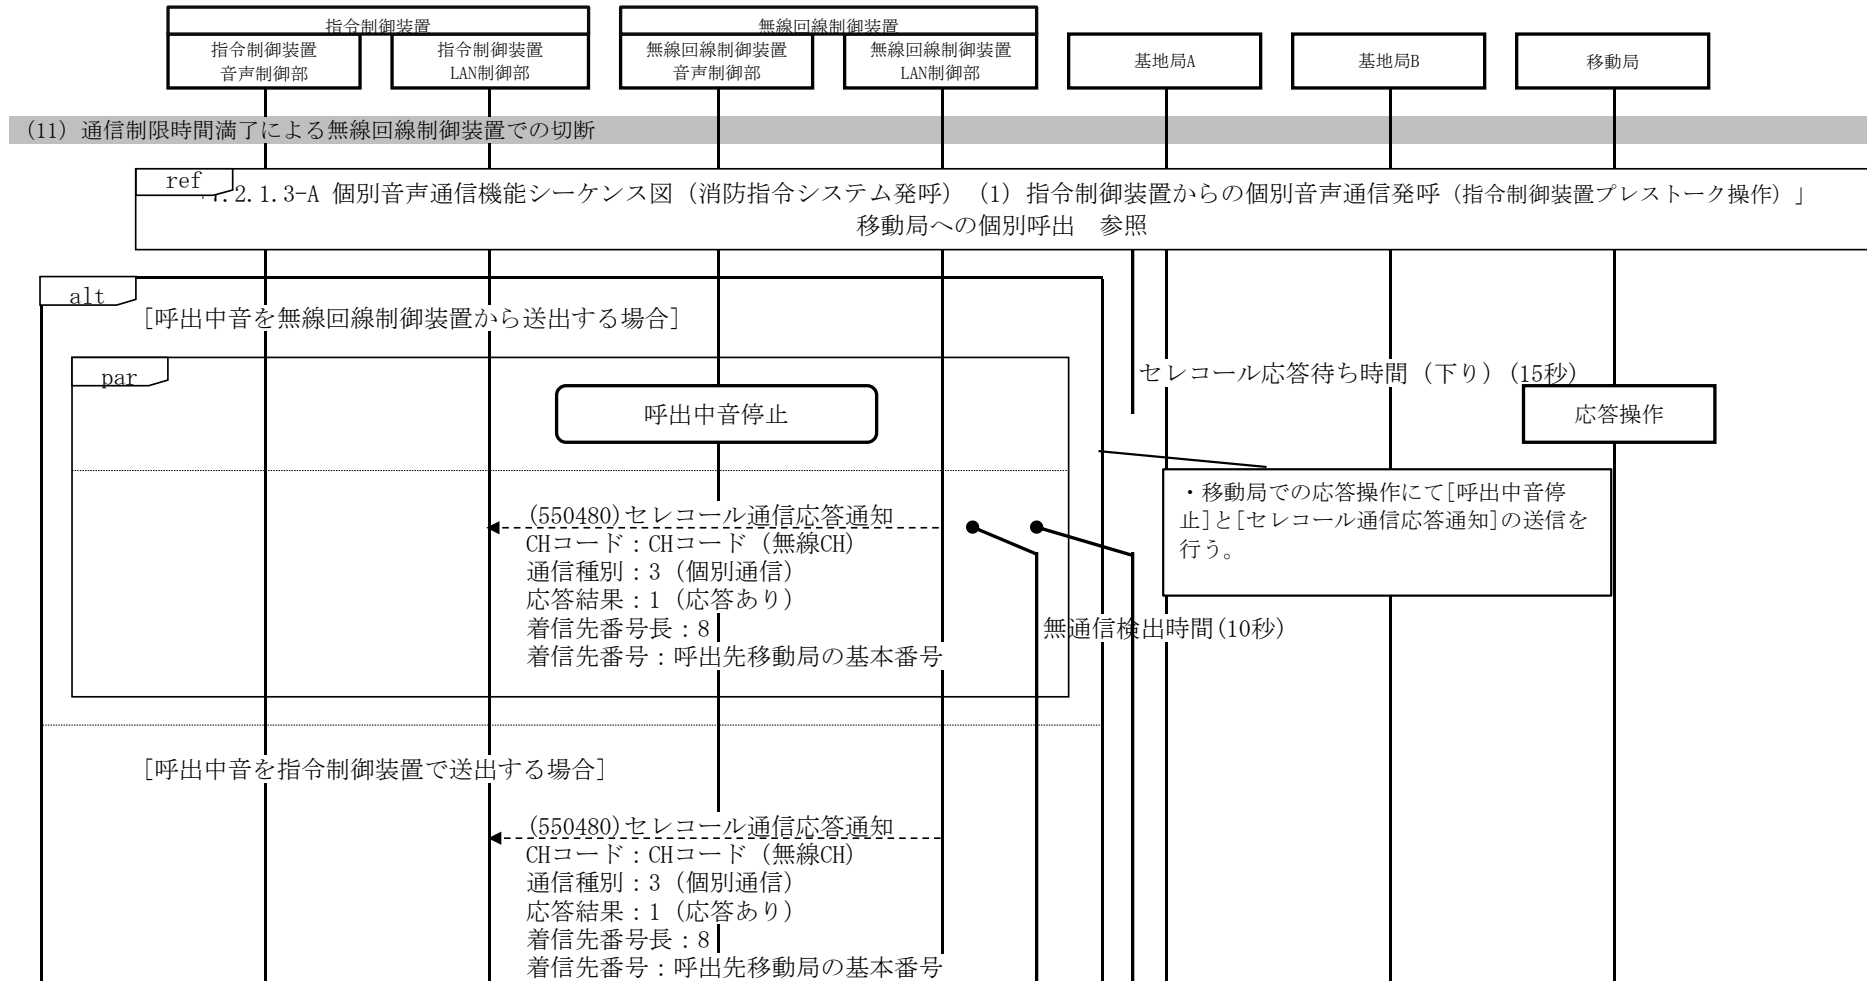 指令制御装置
無線回線制御装置
指令制御装置
音声制御部
指令制御装置
LAN制御部
無線回線制御装置
音声制御部
無線回線制御装置
LAN制御部
基地局A
基地局B
移動局
(11) 通信制限時間満了による無線回線制御装置での切断
ref
.2.1.3-A 個別音声通信機能シーケンス図（消防指令システム発呼）（1）指令制御装置からの個別音声通信発呼（指令制御装置プレストーク操作）」
移動局への個別呼出　参照
alt
[呼出中音を無線回線制御装置から送出する場合]
par
セレコール応答待ち時間（下り）(15秒)
呼出中音停止
応答操作
・移動局での応答操作にて[呼出中音停
止]と[セレコール通信応答通知]の送信を
行う。
(550480)セレコール通信応答通知
CHコード：CHコード（無線CH）
通信種別：3（個別通信）
応答結果：1（応答あり）
着信先番号長：8
着信先番号：呼出先移動局の基本番号
無通信検出時間(10秒)
[呼出中音を指令制御装置で送出する場合]
(550480)セレコール通信応答通知
CHコード：CHコード（無線CH）
通信種別：3（個別通信）
応答結果：1（応答あり）
着信先番号長：8
着信先番号：呼出先移動局の基本番号